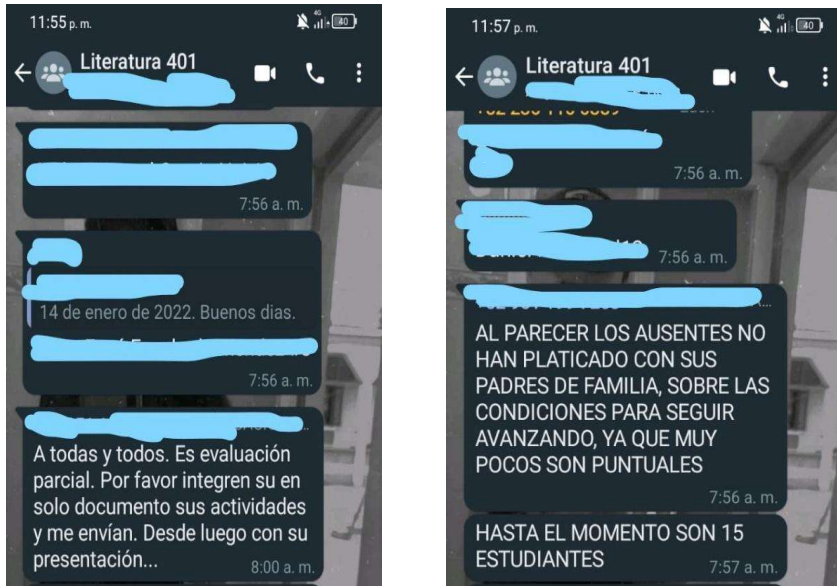 11:55 p. m.
4G
40
Literatura 401
7:56 a. m.
14 de enero de 2022. Buenos dias.
7:56 a. m.
A todas y todos. Es evaluación
parcial. Por favor integren su en
solo documento sus actividades
y me envían. Desde luego con su
presentación...
8:00 a. m.
11:57 p. m.
4G
40
Literatura 401
7:56 a. m.
7:56 a. m.
AL PARECER LOS AUSENTES NO
HAN PLATICADO CON SUS
PADRES DE FAMILIA, SOBRE LAS
CONDICIONES PARA SEGUIR
AVANZANDO, YA QUE MUY
POCOS SON PUNTUALES
7:56 a. m.
HASTA EL MOMENTO SON 15
ESTUDIANTES
7:57 a. m.